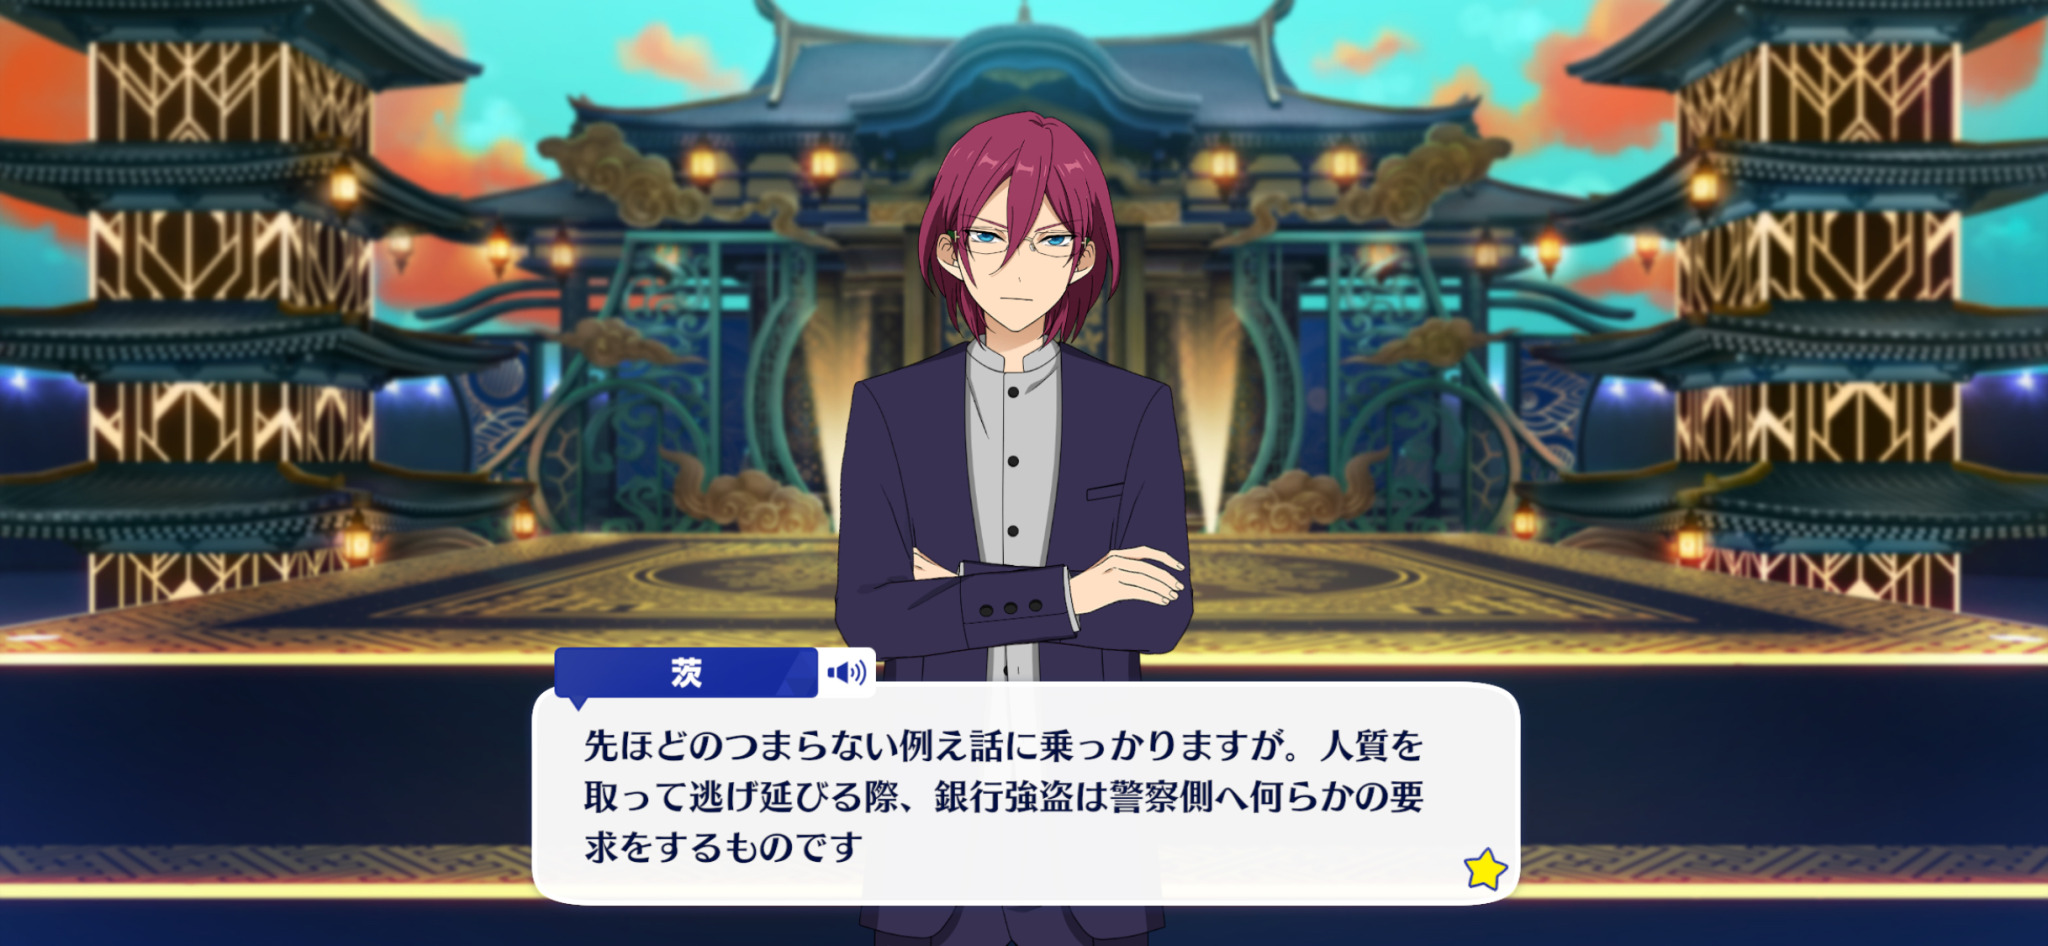 茨
先ほどのつまらない例え話に乗っかりますが。人質を
取って逃げ延びる際、銀行強盗は警察側へ何らかの要
求をするものです